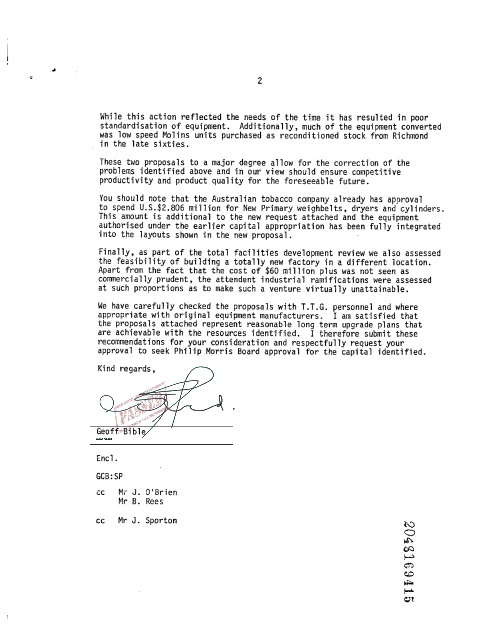 2
While this action reflected the needs of the time it has resulted in poor
standardisation of equipment. Additionally, much of the equipment converted
was low speed Molins units purchased as reconditioned stock from Richmond
in the late sixties.
These two proposals to a major degree allow for the correction of the
problems identified above and in our view should ensure competitive
productivity and product quality for the foreseeable future.
You should note that the Australian tobacco company already has approval
to spend U.S.$2.806 million for New Primary weighbelts, dryers and cylinders.
This amount is additional to the new request attached and the equipment
authorised under the earlier capital appropriation has been fully integrated
into the layouts shown in the new proposal.
Finally, as part of the total facilities development review we also assessed
the feasibility of building a totally new factory in a different location.
Apart from the fact that the cost of $60 million plus was not seen as
commercially prudent, the attendent industrial ramifications were assessed
at such proportions as to make such a venture virtually unattainable.
We have carefully checked the proposals with T.T.G. personnel and where
appropriate with original equipment manufacturers. I am satisfied that
the proposals attached represent reasonable long term upgrade plans that
are achievable with the resources identified. I therefore submit these
recommendations for your consideration and respectfully request your
approval to seek Philip Morris Board approval for the capital identified.
Kind regards,
PASSED
Geoff Bible
Encl.
GCB:SP
cc Mr J. O'Brien
Mr B. Rees
cc Mr J. Sporton
2048169415